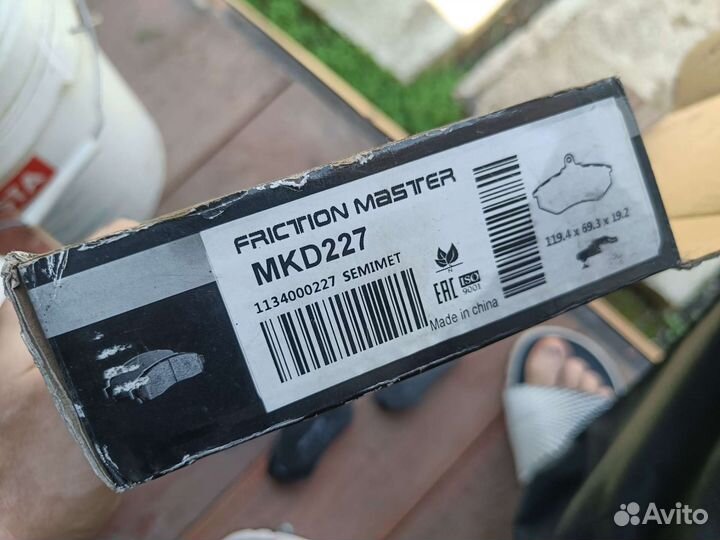 FRICTION MASTER
MKD227
1134000227 SEMIMET
N
EAC ISO
9001
Made in china
119.4 x 69.3 x 19.2
Avito